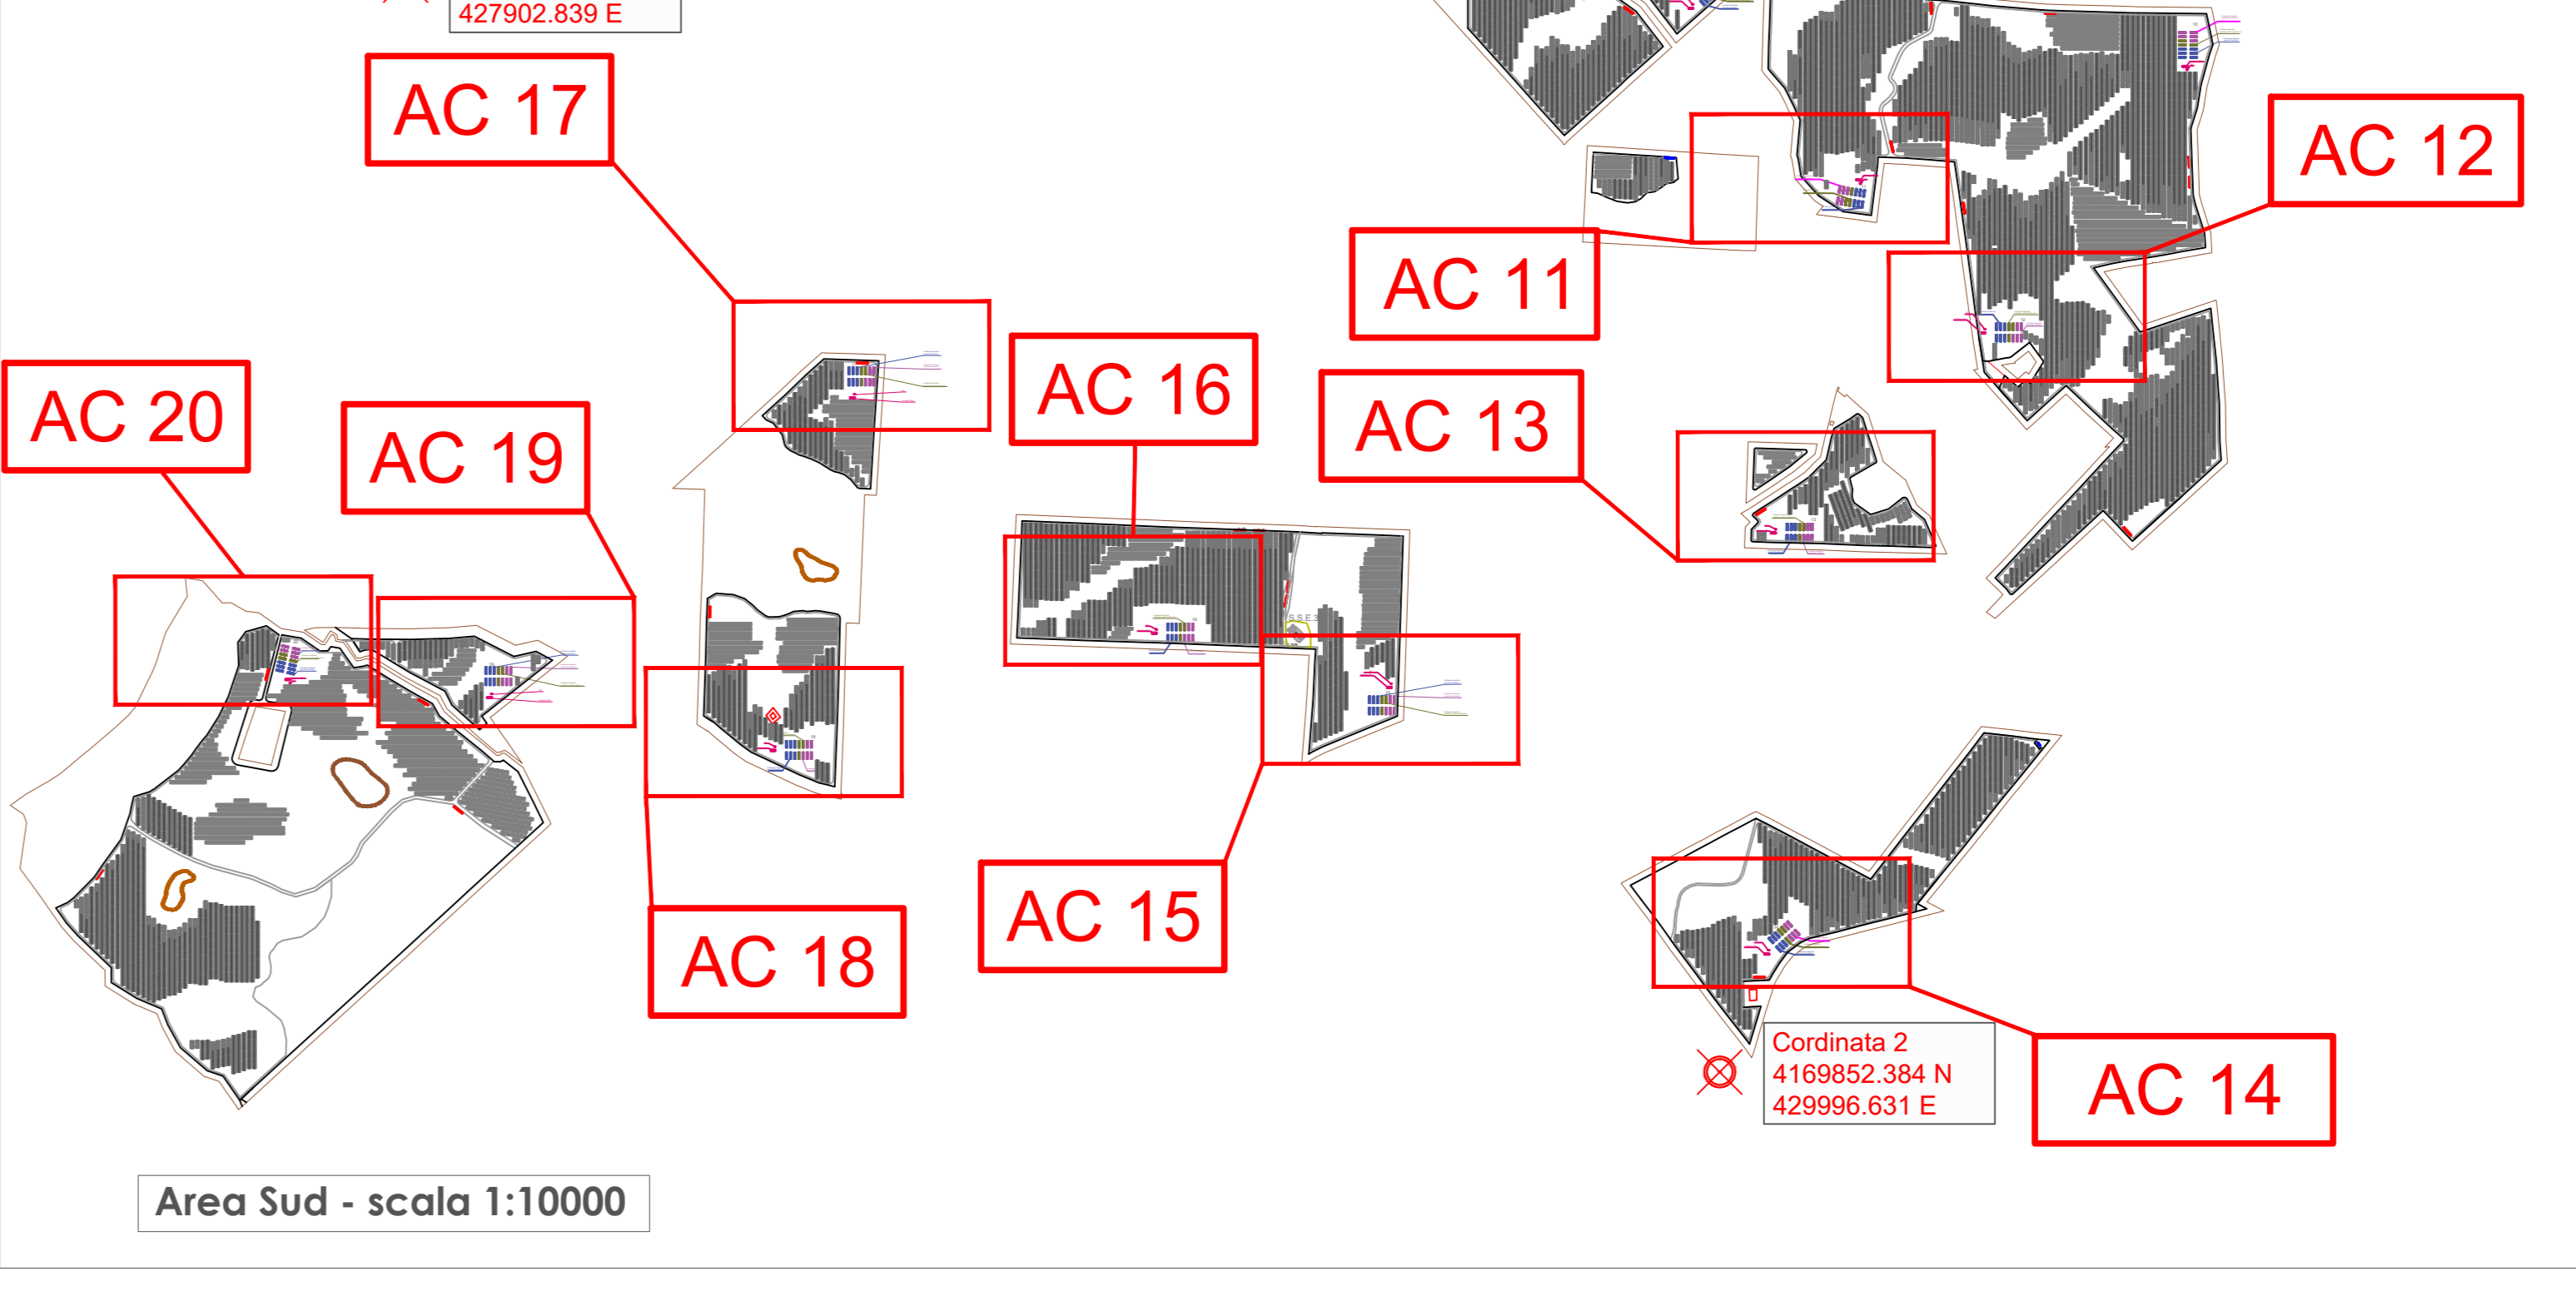 427902.839 E
AC 17
AC 12
AC 11
AC 16
AC 20
AC 13
AC 19
S.S.E.3
AC 15
AC 18
Cordinata 2
4169852.384 N
429996.631 E
AC 14
Area Sud - scala 1:10000